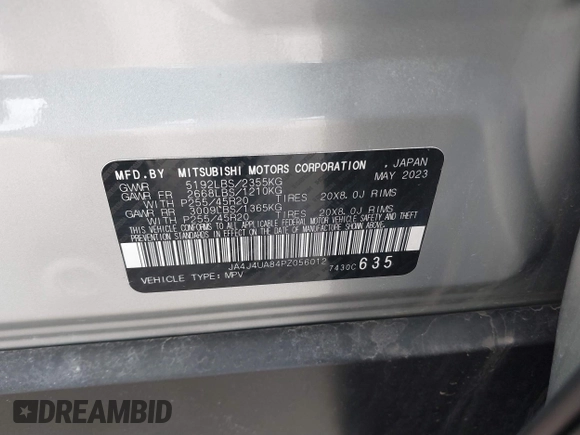 MFD.BY MITSUBISHI MOTORS CORPORATION . JAPAN
GVWR 5192LBS/2355KG MAY 2023
GAWR FR 2668LBS/1210KG
WITH P255/45R20 TIRES 20X8.0J RIMS
GAWR RR 3009LBS/1365KG
WITH P255/45R20 TIRES 20X8.0J RIMS
THIS VEHICLE CONFORMS TO ALL APPLICABLE FEDERAL MOTOR VEHICLE SAFETY AND THEFT
PREVENTION STANDARDS IN EFFECT ON THE DATE OF MANUFACTURE SHOWN ABOVE.
JA4J4UA84PZ056012 7430C 635
VEHICLE TYPE: MPV
DREAMBID